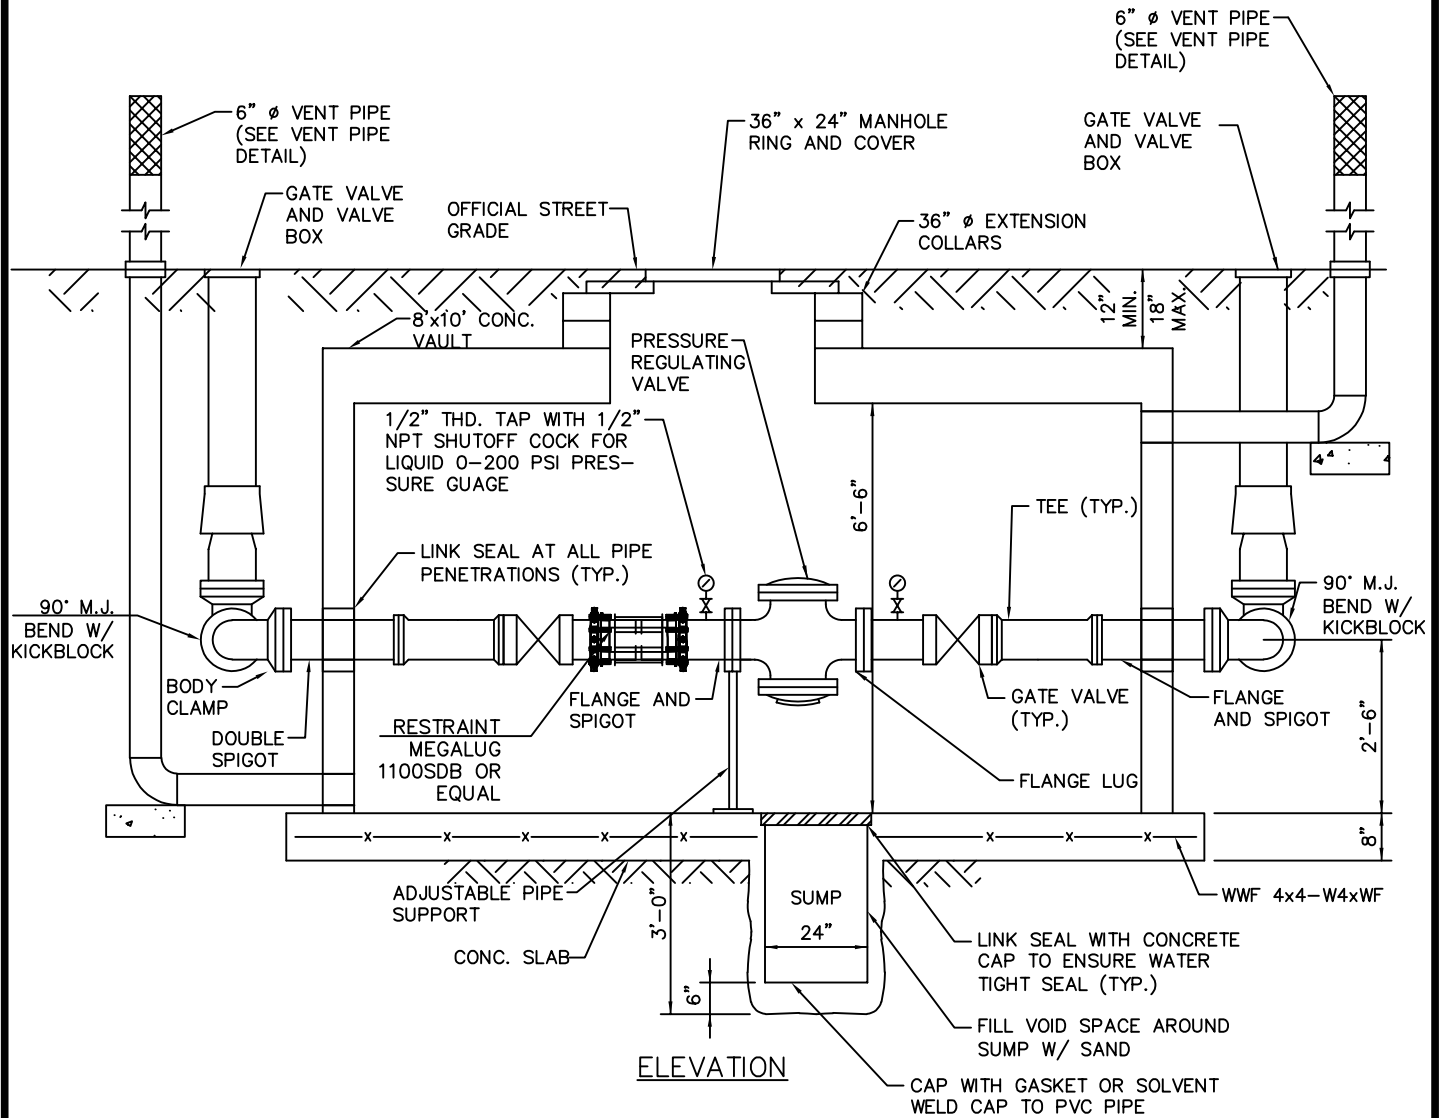 6" ø VENT PIPE
(SEE VENT PIPE
DETAIL)
6" ø VENT PIPE
(SEE VENT PIPE
DETAIL)
36" x 24" MANHOLE
RING AND COVER
GATE VALVE
AND VALVE
BOX
GATE VALVE
AND VALVE
BOX
OFFICIAL STREET
GRADE
36" ø EXTENSION
COLLARS
12"
MIN.
18"
MAX.
8'x10' CONC.
VAULT
PRESSURE
REGULATING
VALVE
1/2" THD. TAP WITH 1/2"
NPT SHUTOFF COCK FOR
LIQUID 0-200 PSI PRES-
SURE GUAGE
6'-6"
TEE (TYP.)
LINK SEAL AT ALL PIPE
PENETRATIONS (TYP.)
90° M.J.
BEND W/
KICKBLOCK
90° M.J.
BEND W/
KICKBLOCK
BODY
CLAMP
DOUBLE
SPIGOT
RESTRAINT
MEGALUG
1100SDB OR
EQUAL
FLANGE AND
SPIGOT
GATE VALVE
(TYP.)
FLANGE
AND SPIGOT
2'-6"
FLANGE LUG
8"
x x x x x x x x
ADJUSTABLE PIPE
SUPPORT
3'-0"
SUMP
24"
WWF 4x4-W4xWF
CONC. SLAB
6"
LINK SEAL WITH CONCRETE
CAP TO ENSURE WATER
TIGHT SEAL (TYP.)
FILL VOID SPACE AROUND
SUMP W/ SAND
ELEVATION
CAP WITH GASKET OR SOLVENT
WELD CAP TO PVC PIPE